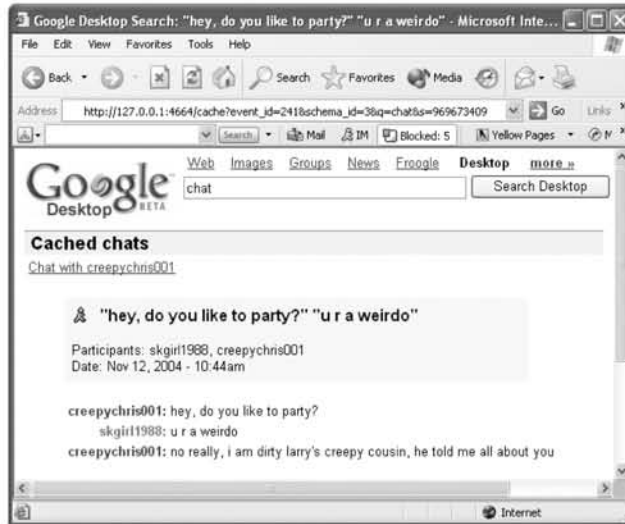 Google Desktop Search: "hey, do you like to party?" "u r a weirdo" - Microsoft Inte...
File Edit View Favorites Tools Help
Back Search Favorites Media
Address http://127.0.0.1:4664/cache?event_id=241&schema_id=3&q=chat&s=969673409 Go Links »
Search Mail IM Blocked: 5 Yellow Pages N »
Web Images Groups News Froogle Desktop more »
Google Desktop BETA
chat Search Desktop
Cached chats
Chat with creepychris001
"hey, do you like to party?" "u r a weirdo"
Participants: skgirl1988, creepychris001
Date: Nov 12, 2004 - 10:44am
creepychris001: hey, do you like to party?
skgirl1988: u r a weirdo
creepychris001: no really, i am dirty larry's creepy cousin, he told me all about you
Internet